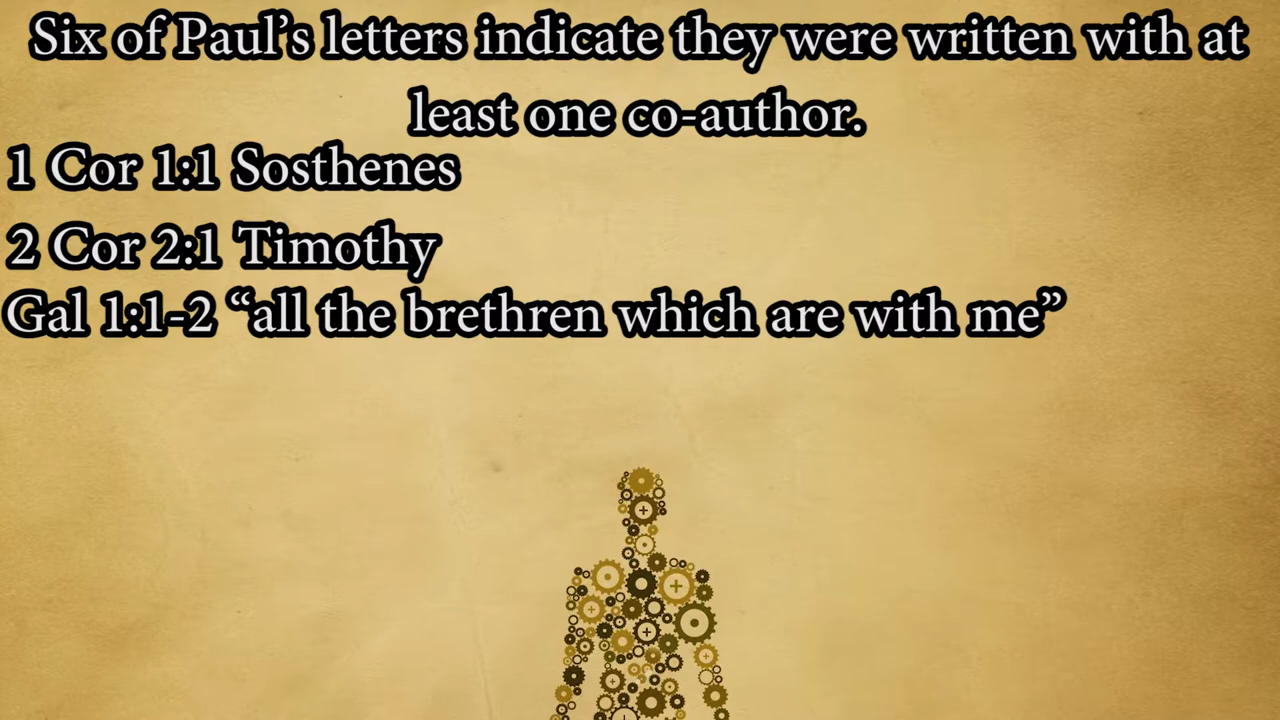 Six of Paul’s letters indicate they were written with at
least one co-author.
1 Cor 1:1 Sosthenes
2 Cor 2:1 Timothy
Gal 1:1-2 “all the brethren which are with me”